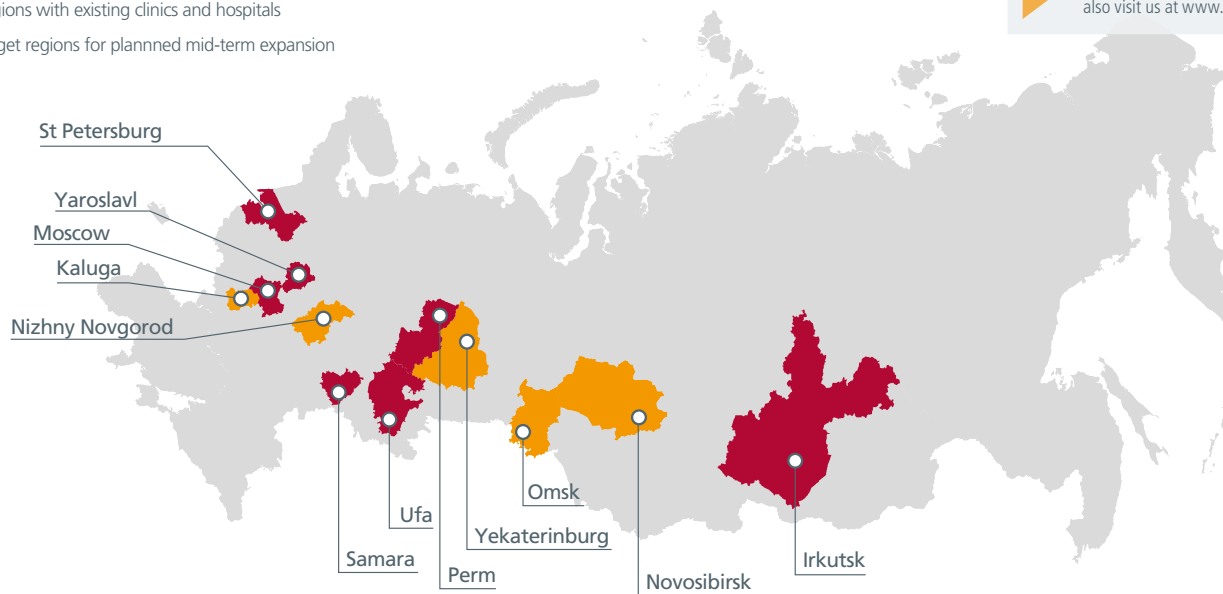 gions with existing clinics and hospitals
also visit us at www.
get regions for plannned mid-term expansion
St Petersburg
Yaroslavl
Moscow
Kaluga
Nizhny Novgorod
Omsk
Ufa
Yekaterinburg
Samara
Perm
Irkutsk
Novosibirsk